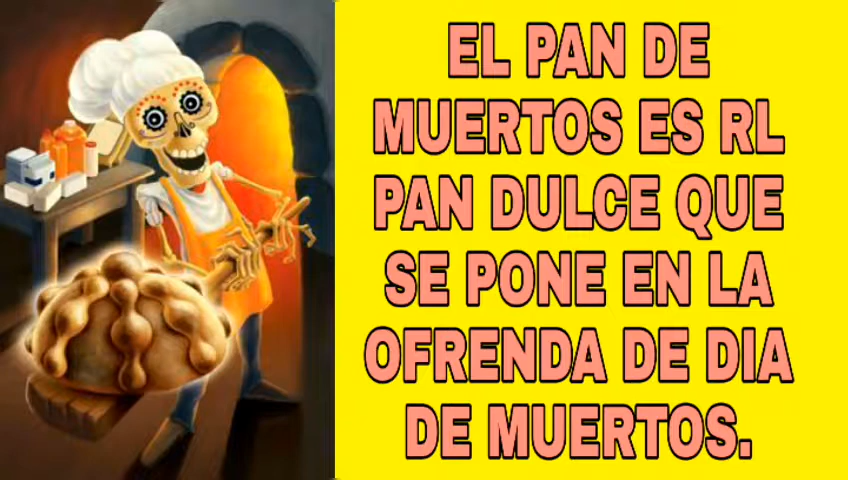 EL PAN DE
MUERTOS ES RL
PAN DULCE QUE
SE PONE EN LA
OFRENDA DE DIA
DE MUERTOS.